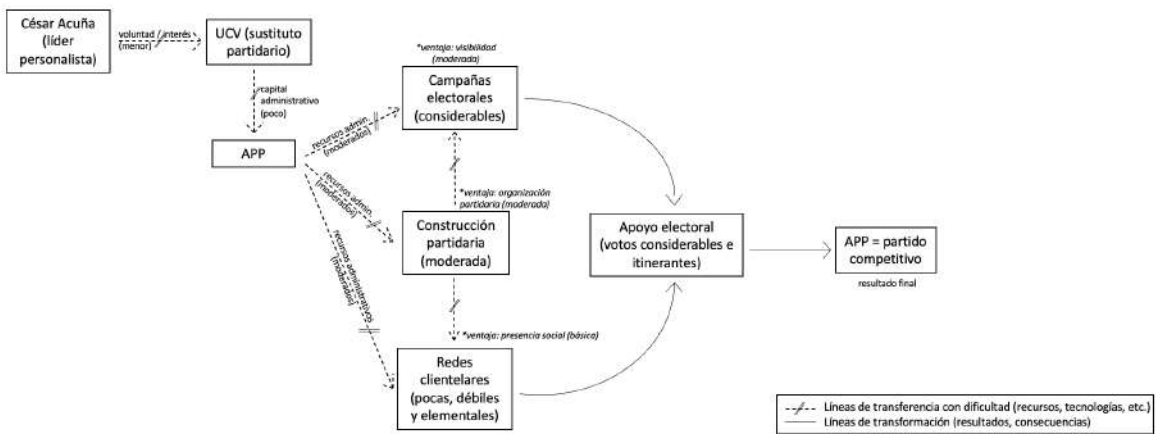 César Acuña
(líder
personalista)
voluntad / interés
(menor)
UCV (sustituto
partidario)
capital
administrativo
(poco)
APP
recursos admin.
(moderados)
recursos admin.
(moderados)
recursos administrativos
(moderados)
*ventaja: visibilidad
(moderada)
Campañas
electorales
(considerables)
*ventaja: organización
partidaria (moderada)
Construcción
partidaria
(moderada)
*ventaja: presencia social (básica)
Redes
clientelares
(pocas, débiles
y elementales)
Apoyo electoral
(votos considerables e
itinerantes)
APP = partido
competitivo
resultado final
Líneas de transferencia con dificultad (recursos, tecnologías, etc.)
Líneas de transformación (resultados, consecuencias)